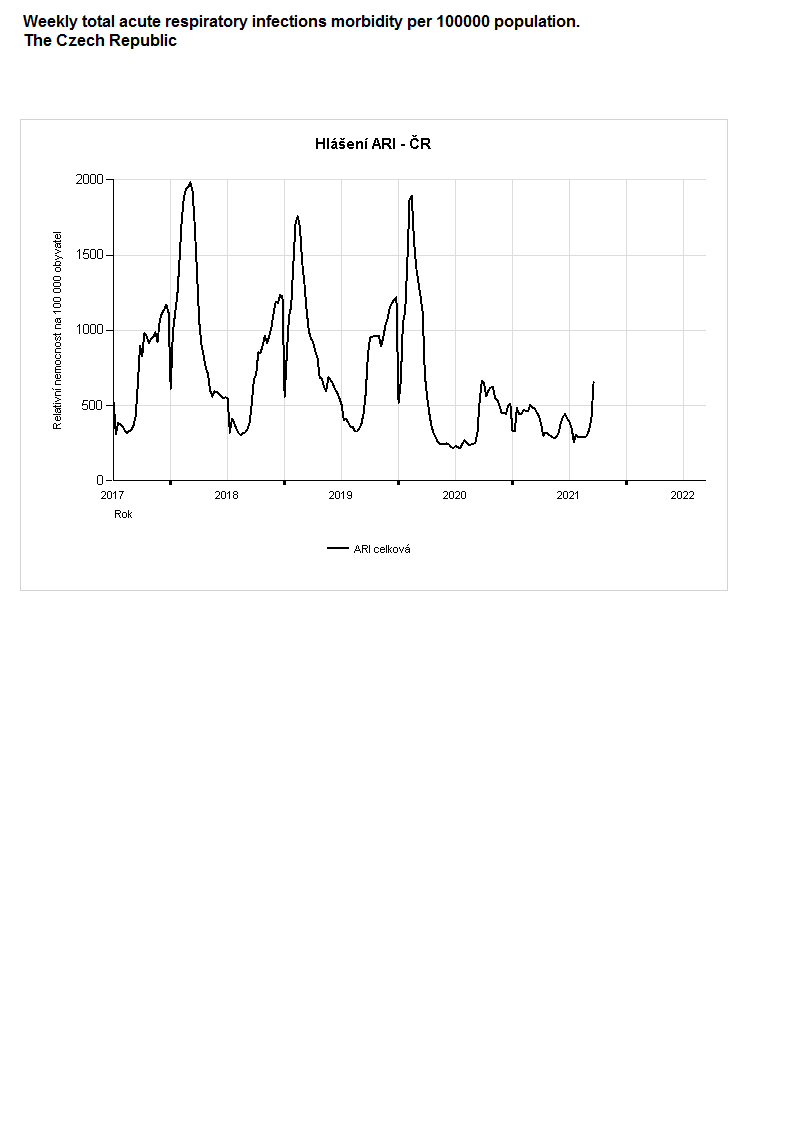 Weekly total acute respiratory infections morbidity per 100000 population.
The Czech Republic
Hlášení ARI - ČR
Relativní nemocnost na 100 000 obyvatel
2000
1500
1000
500
0
2017 2018 2019 2020 2021 2022
Rok
ARI celková